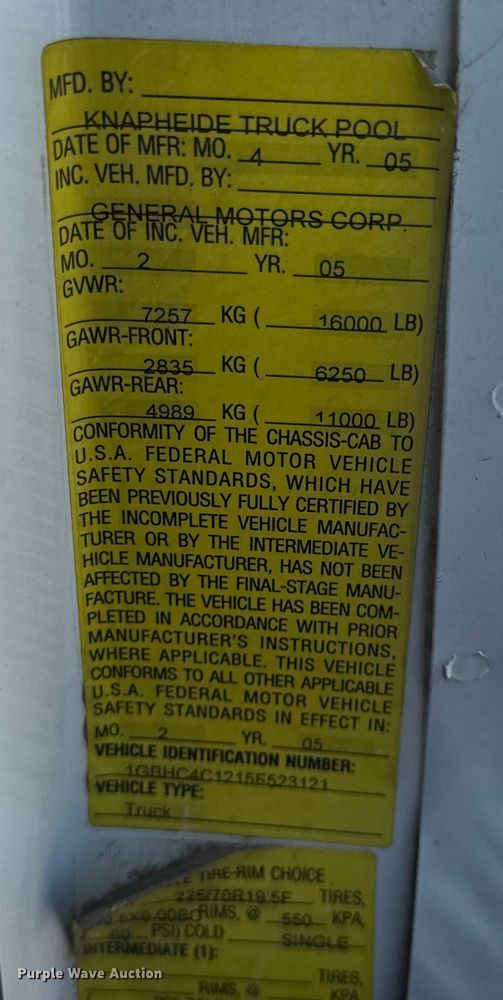 MFD. BY:
KNAPHEIDE TRUCK POOL
DATE OF MFR: MO. 4 YR. 05
INC. VEH. MFD. BY:
GENERAL MOTORS CORP.
DATE OF INC. VEH. MFR:
MO. 2 YR. 05
GVWR:
7257 KG ( 16000 LB)
GAWR-FRONT:
2835 KG ( 6250 LB)
GAWR-REAR:
4989 KG ( 11000 LB)
CONFORMITY OF THE CHASSIS-CAB TO
U.S.A. FEDERAL MOTOR VEHICLE
SAFETY STANDARDS, WHICH HAVE
BEEN PREVIOUSLY FULLY CERTIFIED BY
THE INCOMPLETE VEHICLE MANUFAC-
TURER OR BY THE INTERMEDIATE VE-
HICLE MANUFACTURER, HAS NOT BEEN
AFFECTED BY THE FINAL-STAGE MANU-
FACTURE. THE VEHICLE HAS BEEN COM-
PLETED IN ACCORDANCE WITH PRIOR
MANUFACTURER'S INSTRUCTIONS,
WHERE APPLICABLE. THIS VEHICLE
CONFORMS TO ALL OTHER APPLICABLE
U.S.A. FEDERAL MOTOR VEHICLE
SAFETY STANDARDS IN EFFECT IN:
MO. 2 YR. 05
VEHICLE IDENTIFICATION NUMBER:
1GBHC4C1215E523121
VEHICLE TYPE:
Truck
TIRE-RIM CHOICE
225/70R19.5F TIRES,
RIMS, @ 550 KPA
PSI) COLD SINGLE
INTERMEDIATE (1):
TIRES,
RIMS, @ KPA
Purple Wave Auction